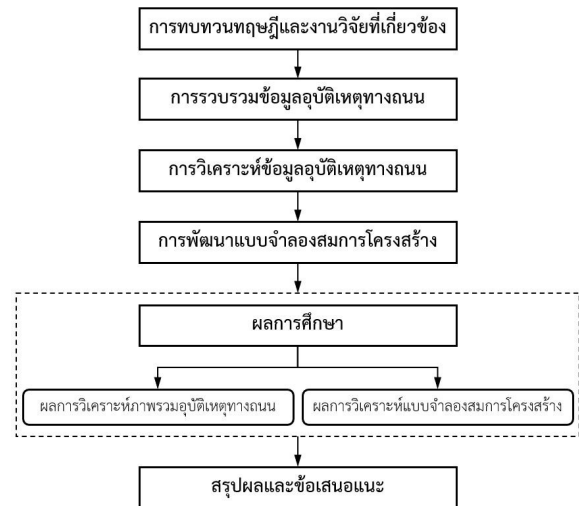 การทบทวนทฤษฎีและงานวิจัยที่เกี่ยวข้อง
การรวบรวมข้อมูลอุบัติเหตุทางถนน
การวิเคราะห์ข้อมูลอุบัติเหตุทางถนน
การพัฒนาแบบจำลองสมการโครงสร้าง
ผลการศึกษา
ผลการวิเคราะห์ภาพรวมอุบัติเหตุทางถนน
ผลการวิเคราะห์แบบจำลองสมการโครงสร้าง
สรุปผลและข้อเสนอแนะ